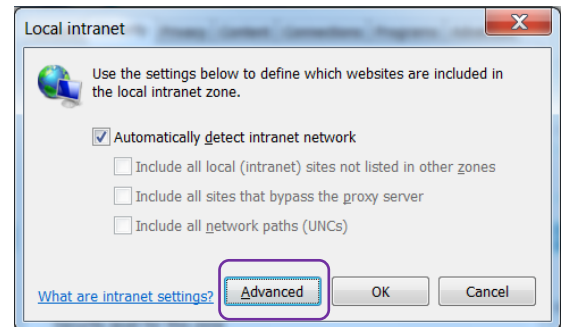 Local intranet
Use the settings below to define which websites are included in
the local intranet zone.
Automatically detect intranet network
Include all local (intranet) sites not listed in other zones
Include all sites that bypass the proxy server
Include all network paths (UNCs)
What are intranet settings?
Advanced
OK
Cancel